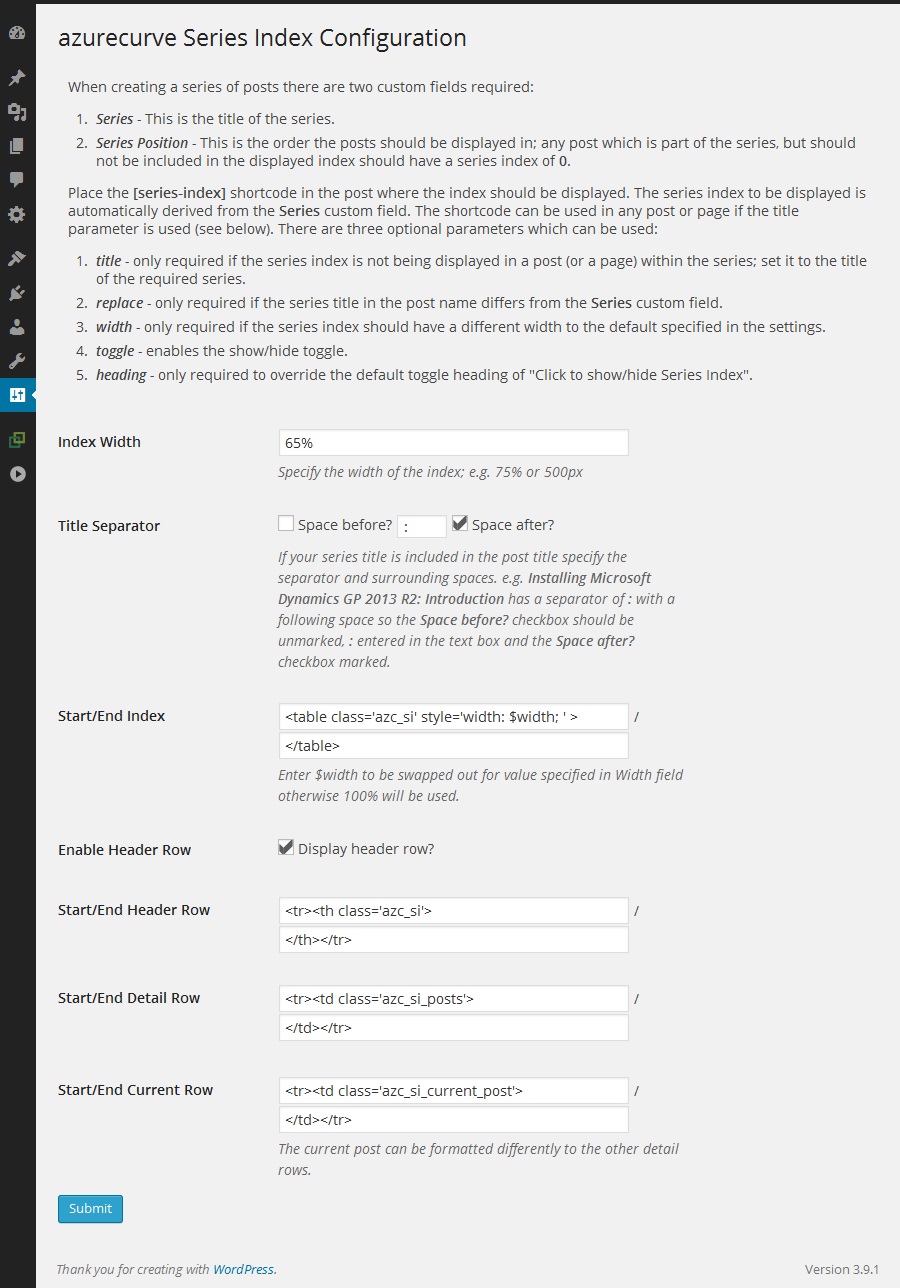 azurecurve Series Index Configuration
When creating a series of posts there are two custom fields required:
1. Series - This is the title of the series.
2. Series Position - This is the order the posts should be displayed in; any post which is part of the series, but should
not be included in the displayed index should have a series index of 0.
Place the [series-index] shortcode in the post where the index should be displayed. The series index to be displayed is
automatically derived from the Series custom field. The shortcode can be used in any post or page if the title
parameter is used (see below). There are three optional parameters which can be used:
1. title - only required if the series index is not being displayed in a post (or a page) within the series; set it to the title
of the required series.
2. replace - only required if the series title in the post name differs from the Series custom field.
3. width - only required if the series index should have a different width to the default specified in the settings.
4. toggle - enables the show/hide toggle.
5. heading - only required to override the default toggle heading of "Click to show/hide Series Index".
Index Width
65%
Specify the width of the index; e.g. 75% or 500px
Title Separator
Space before? : Space after?
If your series title is included in the post title specify the
separator and surrounding spaces. e.g. Installing Microsoft
Dynamics GP 2013 R2: Introduction has a separator of : with a
following space so the Space before? checkbox should be
unmarked, : entered in the text box and the Space after?
checkbox marked.
Start/End Index
<table class='azc_si' style='width: $width; ' > /
</table>
Enter $width to be swapped out for value specified in Width field
otherwise 100% will be used.
Enable Header Row
Display header row?
Start/End Header Row
<tr><th class='azc_si'> /
</th></tr>
Start/End Detail Row
<tr><td class='azc_si_posts'> /
</td></tr>
Start/End Current Row
<tr><td class='azc_si_current_post'> /
</td></tr>
The current post can be formatted differently to the other detail
rows.
Submit
Thank you for creating with WordPress.
Version 3.9.1